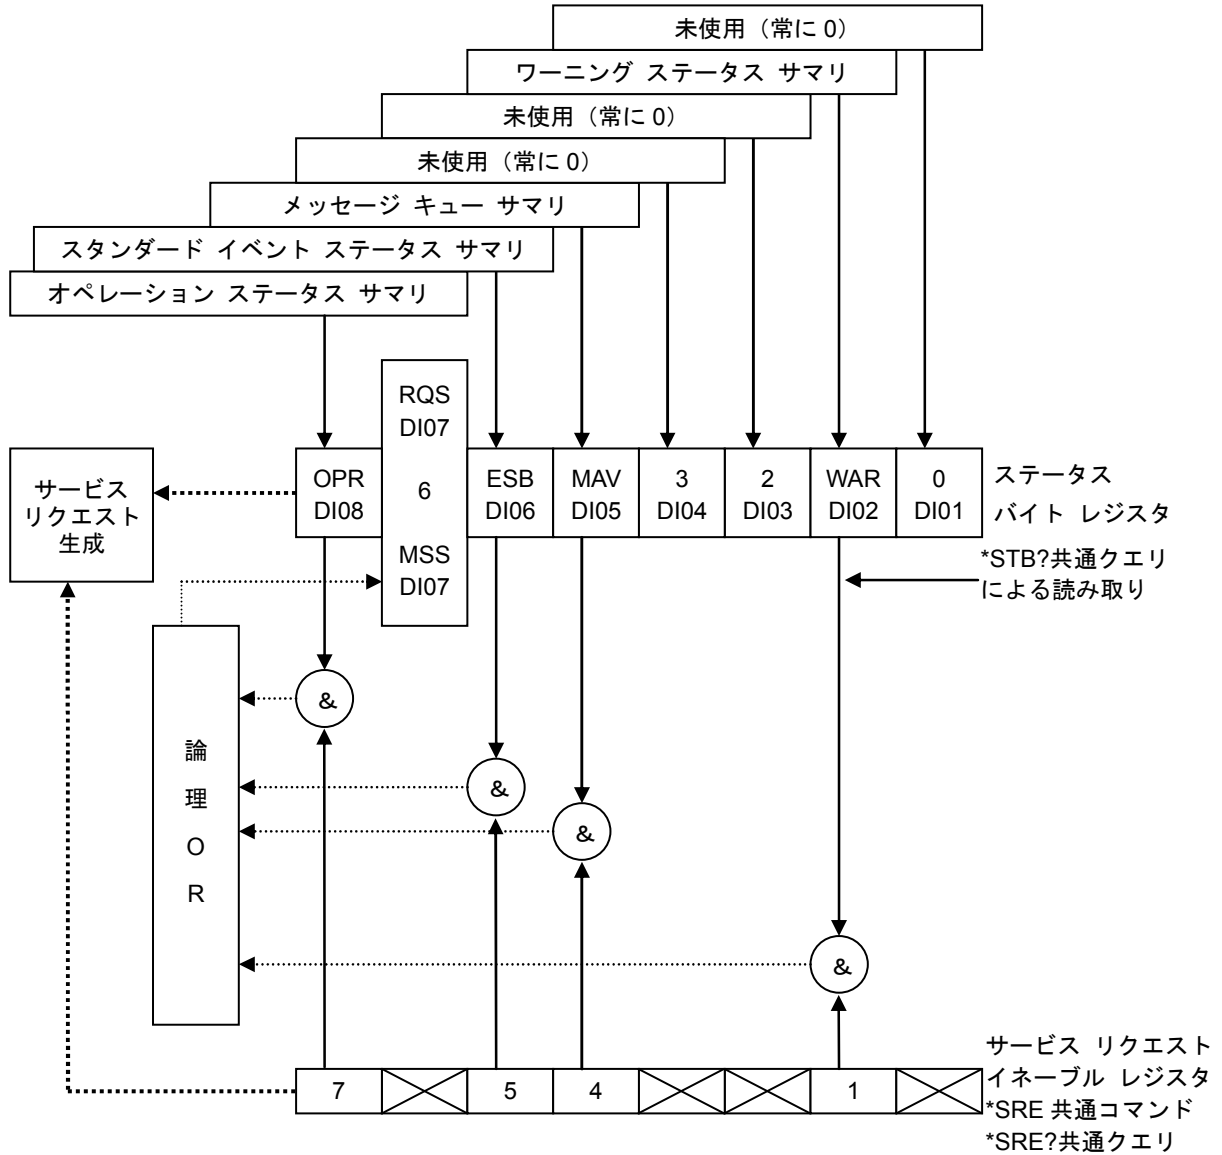 未使用（常に 0）
ワーニング ステータス サマリ
未使用（常に 0）
未使用（常に 0）
メッセージ キュー サマリ
スタンダード イベント ステータス サマリ
オペレーション ステータス サマリ
RQS
DI07
6
MSS
DI07
OPR
DI08
ESB
DI06
MAV
DI05
3
DI04
2
DI03
WAR
DI02
0
DI01
ステータス
バイト レジスタ
サービス
リクエスト
生成
*STB?共通クエリ
による読み取り
&
&
&
&
論
理
O
R
7
5
4
1
サービス リクエスト
イネーブル レジスタ
*SRE 共通コマンド
*SRE?共通クエリ